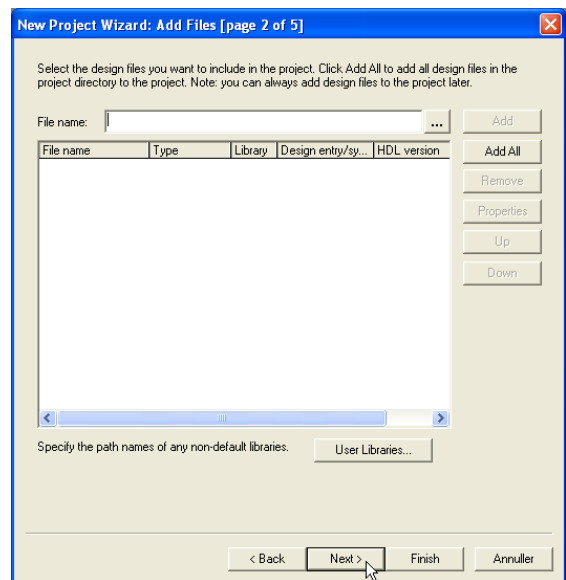 New Project Wizard: Add Files [page 2 of 5]
Select the design files you want to include in the project. Click Add All to add all design files in the
project directory to the project. Note: you can always add design files to the project later.
File name: ... Add
File name Type Library Design entry/sy... HDL version Add All
Remove
Properties
Up
Down
Specify the path names of any non-default libraries. User Libraries...
< Back Next > Finish Annuller